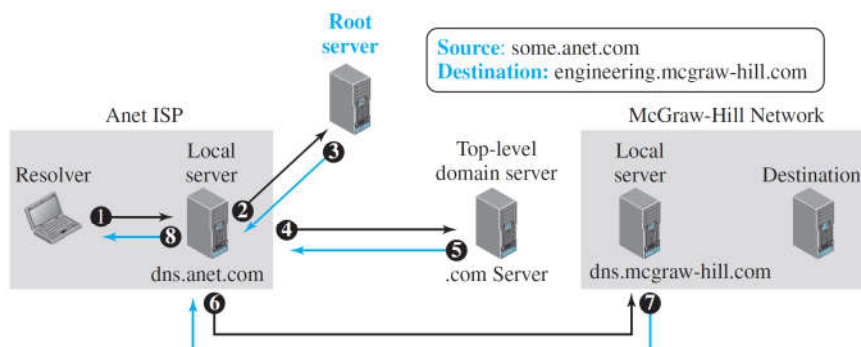 Root
server
Source: some.anet.com
Destination: engineering.mcgraw-hill.com
Anet ISP
McGraw-Hill Network
Resolver
Local
server
Top-level
domain server
Local
server
Destination
1
2
3
4
5
8
dns.anet.com
.com Server
dns.mcgraw-hill.com
6
7